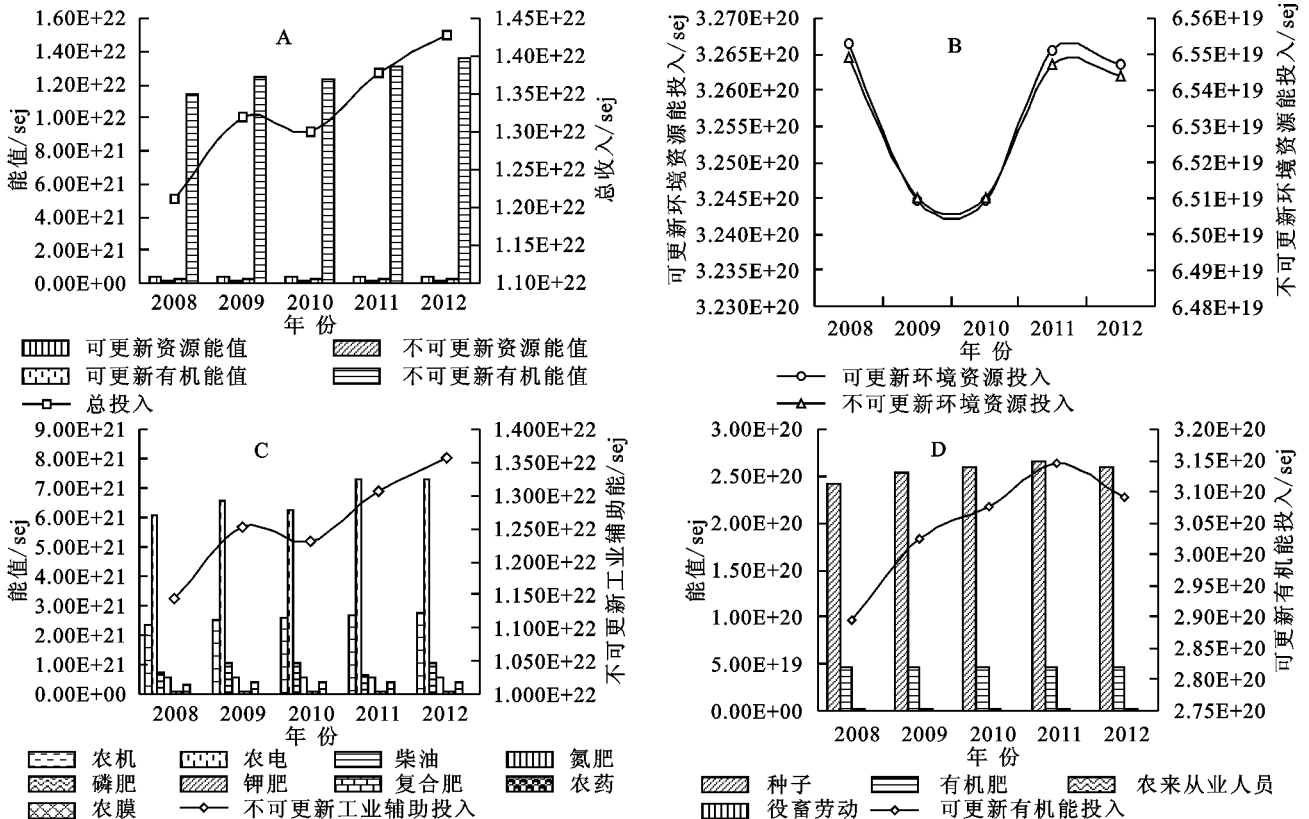 A
能值/sej
1.60E+22
1.40E+22
1.20E+22
1.00E+22
8.00E+21
6.00E+21
4.00E+21
2.00E+21
0.00E+00
总收入/sej
1.45E+22
1.40E+22
1.35E+22
1.30E+22
1.25E+22
1.20E+22
1.15E+22
1.10E+22
2008 2009 2010 2011 2012
年 份
可更新资源能值 不可更新资源能值
可更新有机能值 不可更新有机能值
总投入
B
可更新环境资源能投入/sej
3.270E+20
3.265E+20
3.260E+20
3.255E+20
3.250E+20
3.245E+20
3.240E+20
3.235E+20
3.230E+20
不可更新环境资源能投入/sej
6.56E+19
6.55E+19
6.54E+19
6.53E+19
6.52E+19
6.51E+19
6.50E+19
6.49E+19
6.48E+19
2008 2009 2010 2011 2012
年 份
可更新环境资源投入
不可更新环境资源投入
C
能值/sej
9.00E+21
8.00E+21
7.00E+21
6.00E+21
5.00E+21
4.00E+21
3.00E+21
2.00E+21
1.00E+21
0.00E+00
不可更新工业辅助能/sej
1.400E+22
1.350E+22
1.300E+22
1.250E+22
1.200E+22
1.150E+22
1.100E+22
1.050E+22
1.000E+22
2008 2009 2010 2011 2012
年 份
农机 农电 柴油 氮肥
磷肥 钾肥 复合肥 农药
农膜 不可更新工业辅助投入
D
能值/sej
3.00E+20
2.50E+20
2.00E+20
1.50E+20
1.00E+20
5.00E+19
0.00E+00
可更新有机能投入/sej
3.20E+20
3.15E+20
3.10E+20
3.05E+20
3.00E+20
2.95E+20
2.90E+20
2.85E+20
2.80E+20
2.75E+20
2008 2009 2010 2011 2012
年 份
种子 有机肥 农来从业人员
役畜劳动 可更新有机能投入